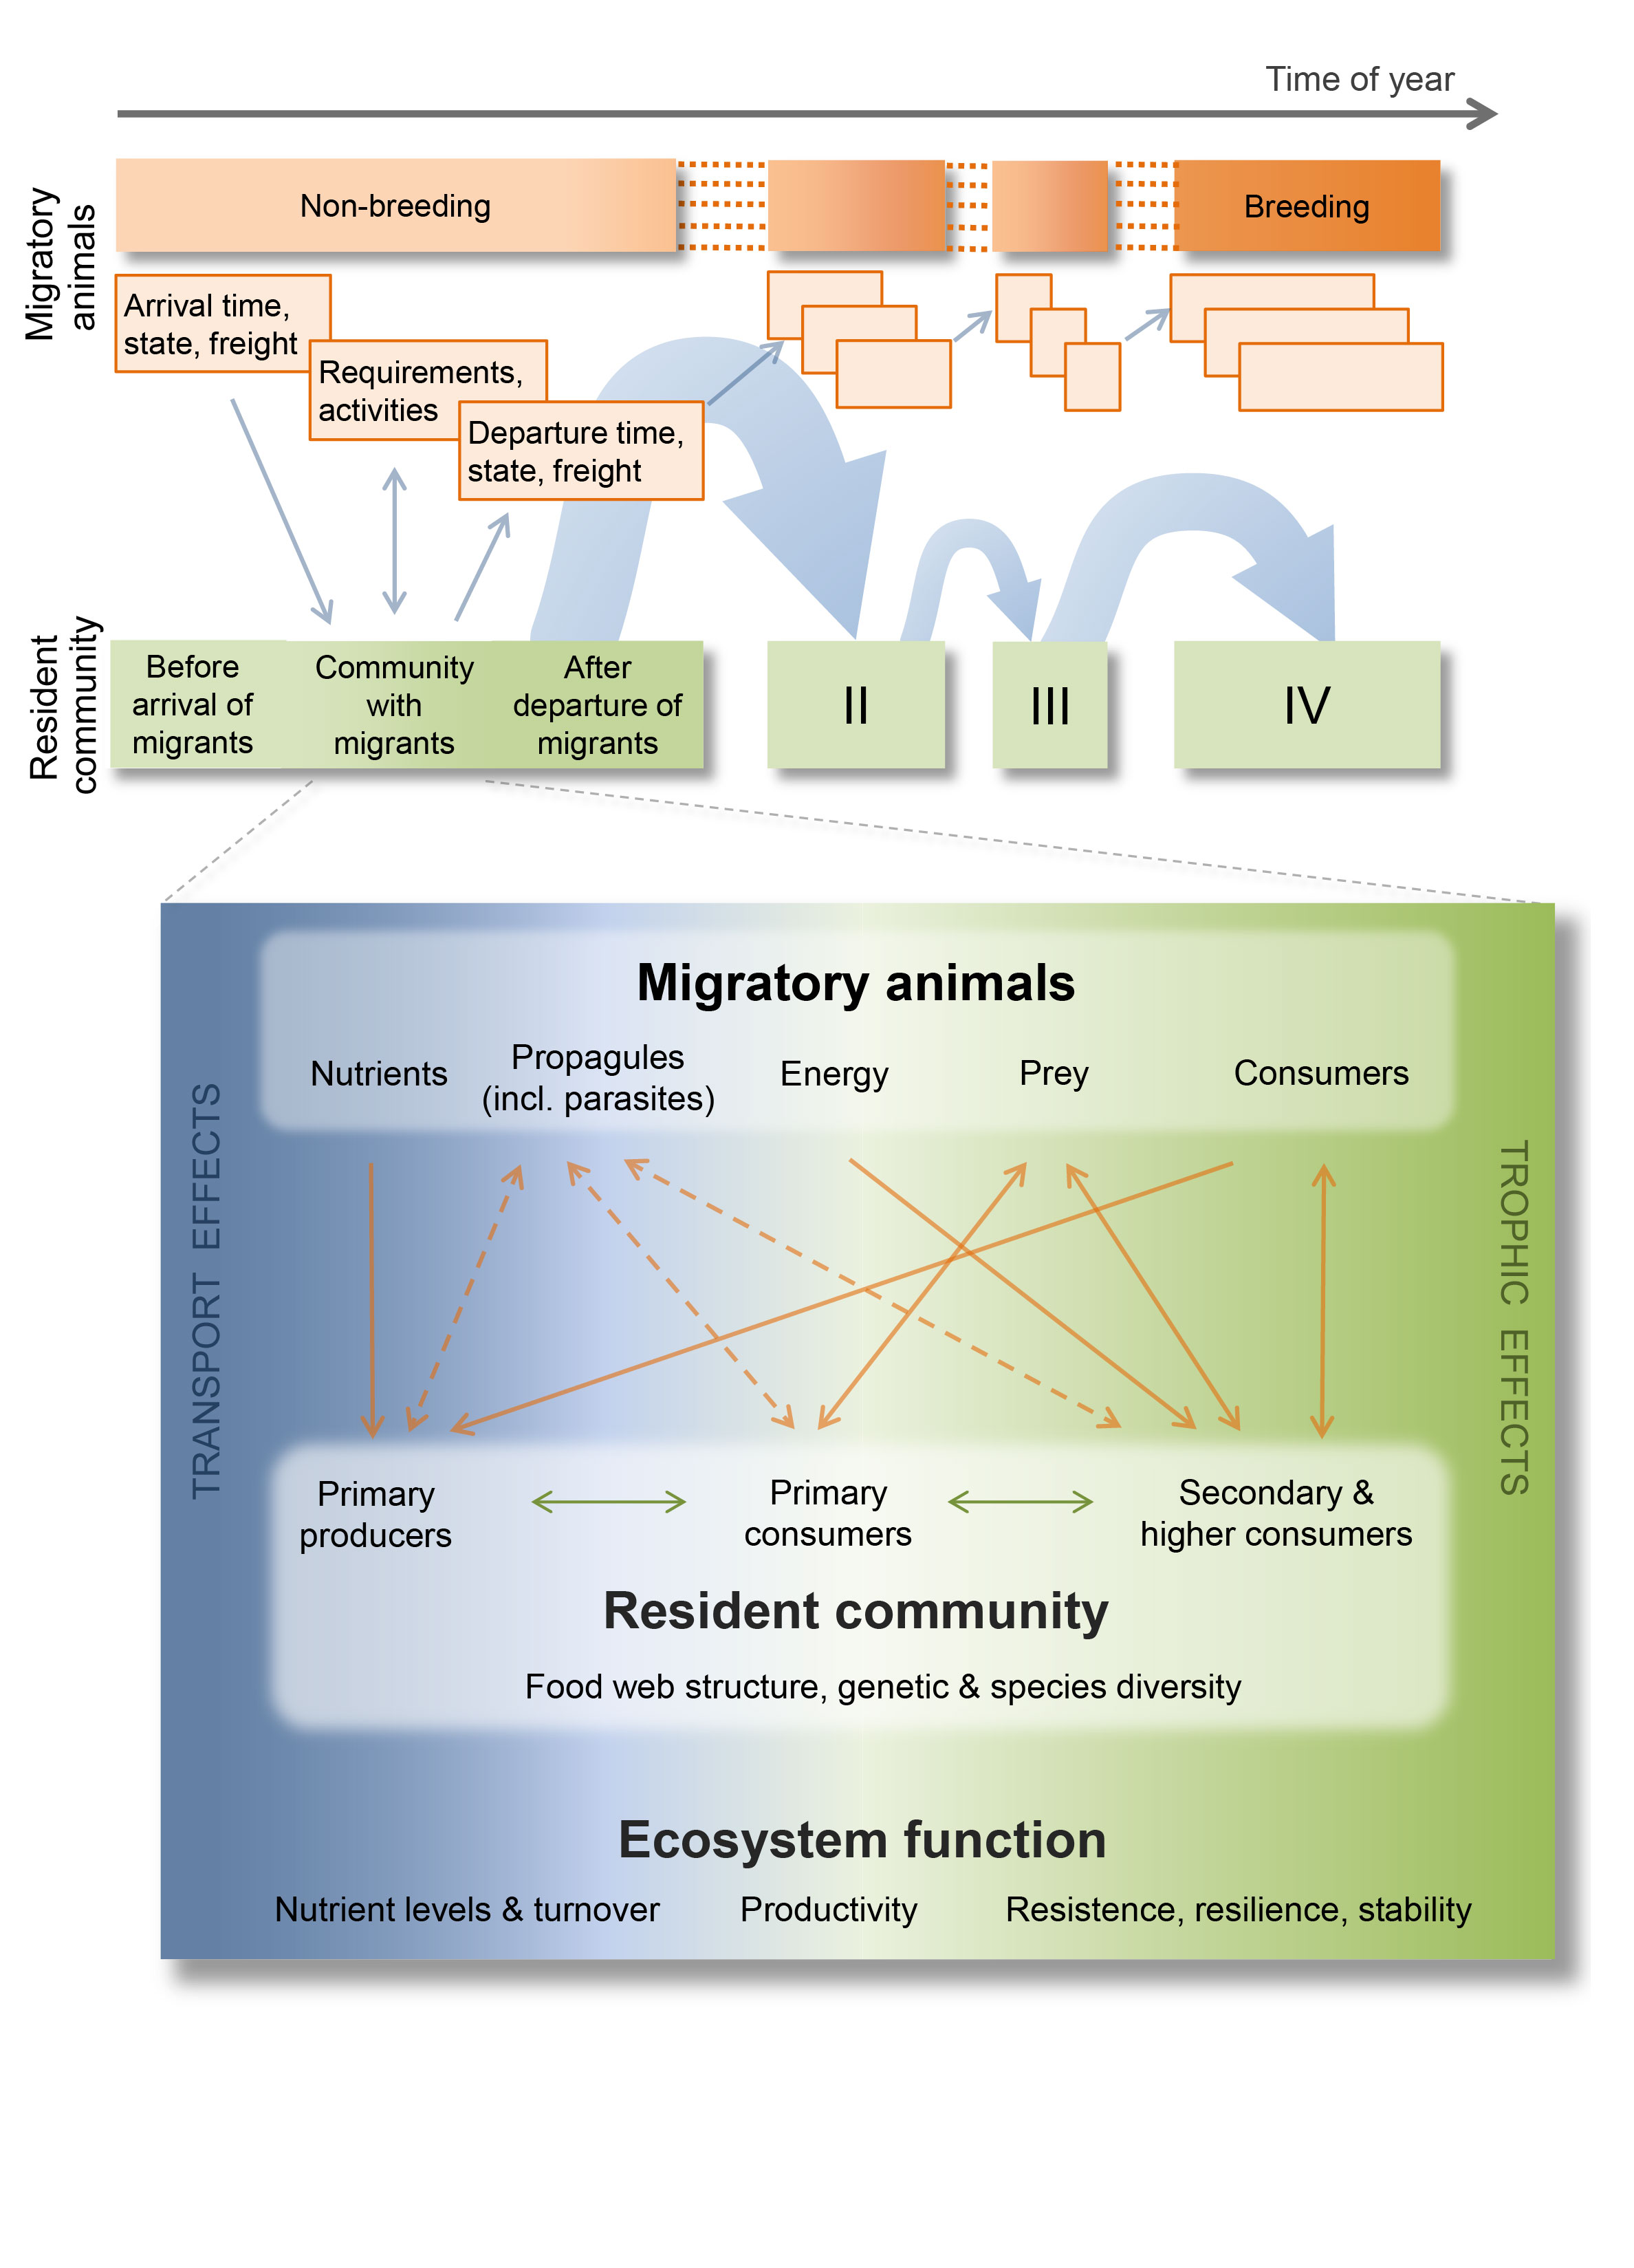 Time of year
Migratory
animals
Non-breeding
Breeding
Arrival time,
state, freight
Requirements,
activities
Departure time,
state, freight
Resident
community
Before
arrival of
migrants
Community
with
migrants
After
departure of
migrants
II
III
IV
TRANSPORT EFFECTS
TROPHIC EFFECTS
Migratory animals
Nutrients
Propagules
(incl. parasites)
Energy
Prey
Consumers
Primary
producers
Primary
consumers
Secondary &
higher consumers
Resident community
Food web structure, genetic & species diversity
Ecosystem function
Nutrient levels & turnover
Productivity
Resistence, resilience, stability